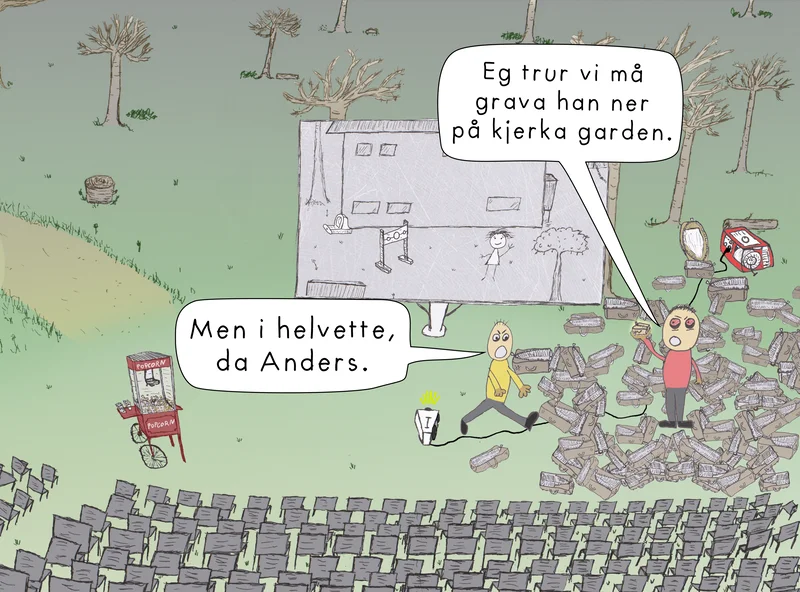 Eg trur vi må
grava han ner
på kjerka garden.
Men i helvette,
da Anders.
POPCORN
POPCORN
I